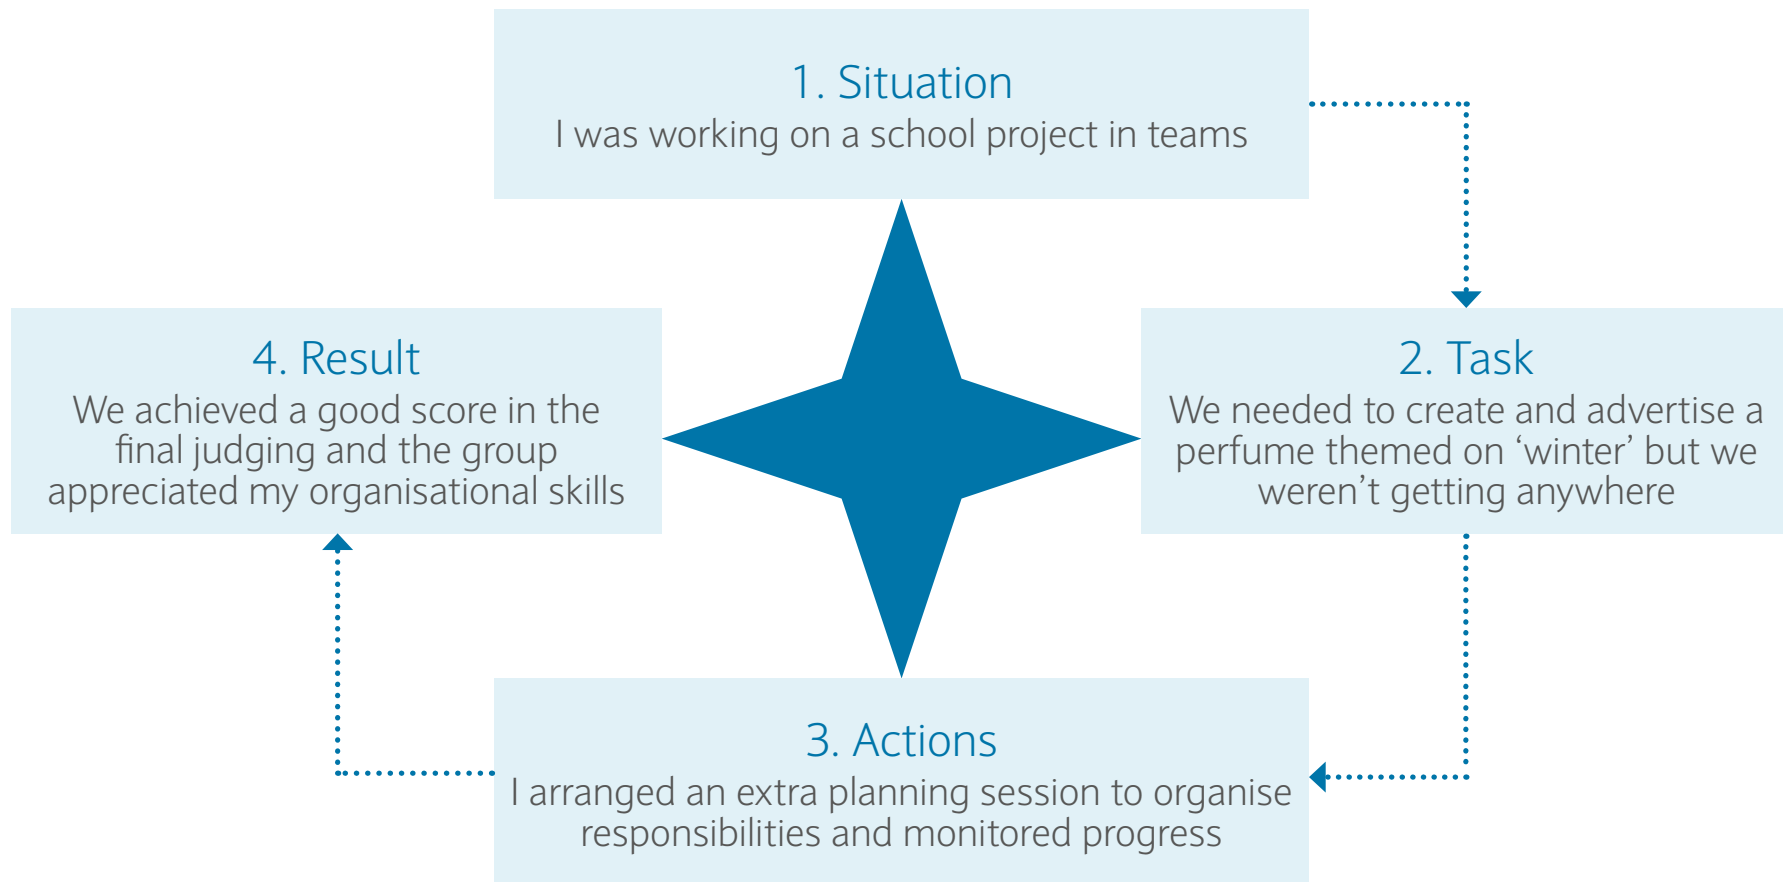 1. Situation
I was working on a school project in teams
2. Task
We needed to create and advertise a
perfume themed on ‘winter’ but we
weren’t getting anywhere
3. Actions
I arranged an extra planning session to organise
responsibilities and monitored progress
4. Result
We achieved a good score in the
final judging and the group
appreciated my organisational skills